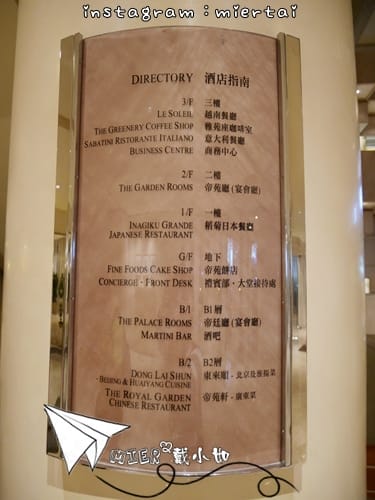 instagram：miertai
DIRECTORY 酒店指南
3/F 三樓
LE SOLEIL 越南餐廳
THE GREENERY COFFEE SHOP 雅苑座咖啡室
SABATINI RISTORANTE ITALIANO 意大利餐廳
BUSINESS CENTRE 商務中心
2/F 二樓
THE GARDEN ROOMS 帝苑廳 (宴會廳)
1/F 一樓
INAGIKU GRANDE 稻菊日本餐廳
JAPANESE RESTAURANT
G/F 地下
FINE FOODS CAKE SHOP 帝苑餅店
CONCIERGE · FRONT DESK 禮賓部 · 大堂接待處
B/1 B1層
THE PALACE ROOMS 帝廷廳 (宴會廳)
MARTINI BAR 酒吧
B/2 B2層
DONG LAI SHUN 東來順 - 北京及淮揚菜
- BEIJING & HUAIYANG CUISINE
THE ROYAL GARDEN 帝苑軒 - 廣東菜
CHINESE RESTAURANT
MIER 戴小如